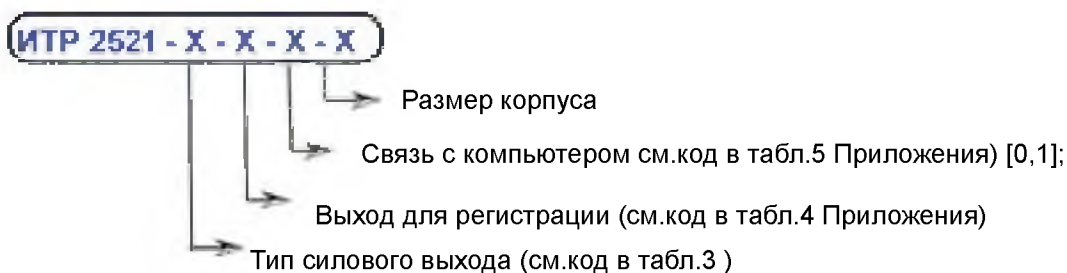 ИТР 2521 - X - X - X - X
Размер корпуса
Связь с компьютером см.код в табл.5 Приложения) [0,1];
Выход для регистрации (см.код в табл.4 Приложения)
Тип силового выхода (см.код в табл.3 )